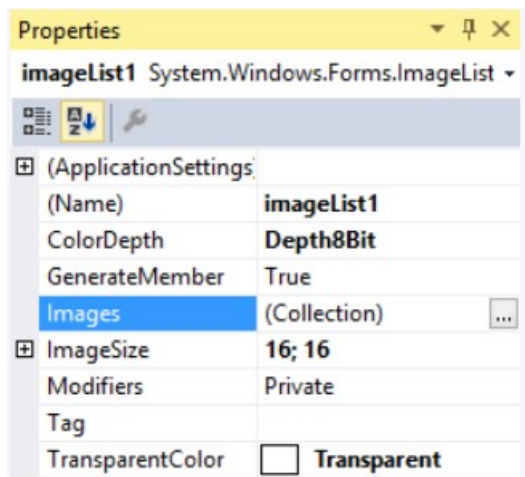 Properties
imageList1 System.Windows.Forms.ImageList
(ApplicationSettings)
(Name) imageList1
ColorDepth Depth8Bit
GenerateMember True
Images (Collection) ...
ImageSize 16; 16
Modifiers Private
Tag
TransparentColor Transparent